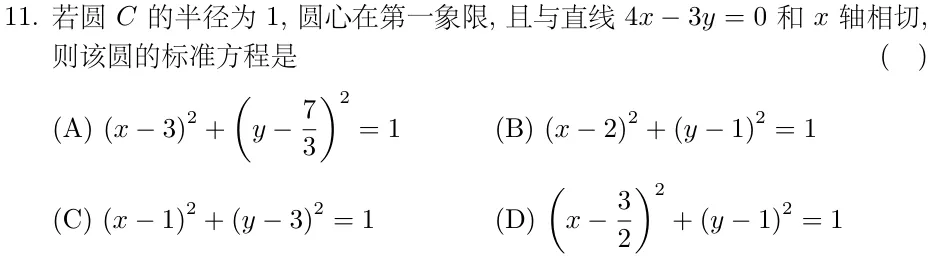 11. 若圆 C 的半径为 1, 圆心在第一象限, 且与直线 4x − 3y = 0 和 x 轴相切,
则该圆的标准方程是 ( )
(A) (x − 3)² + (y − 7/3)² = 1 (B) (x − 2)² + (y − 1)² = 1
(C) (x − 1)² + (y − 3)² = 1 (D) (x − 3/2)² + (y − 1)² = 1